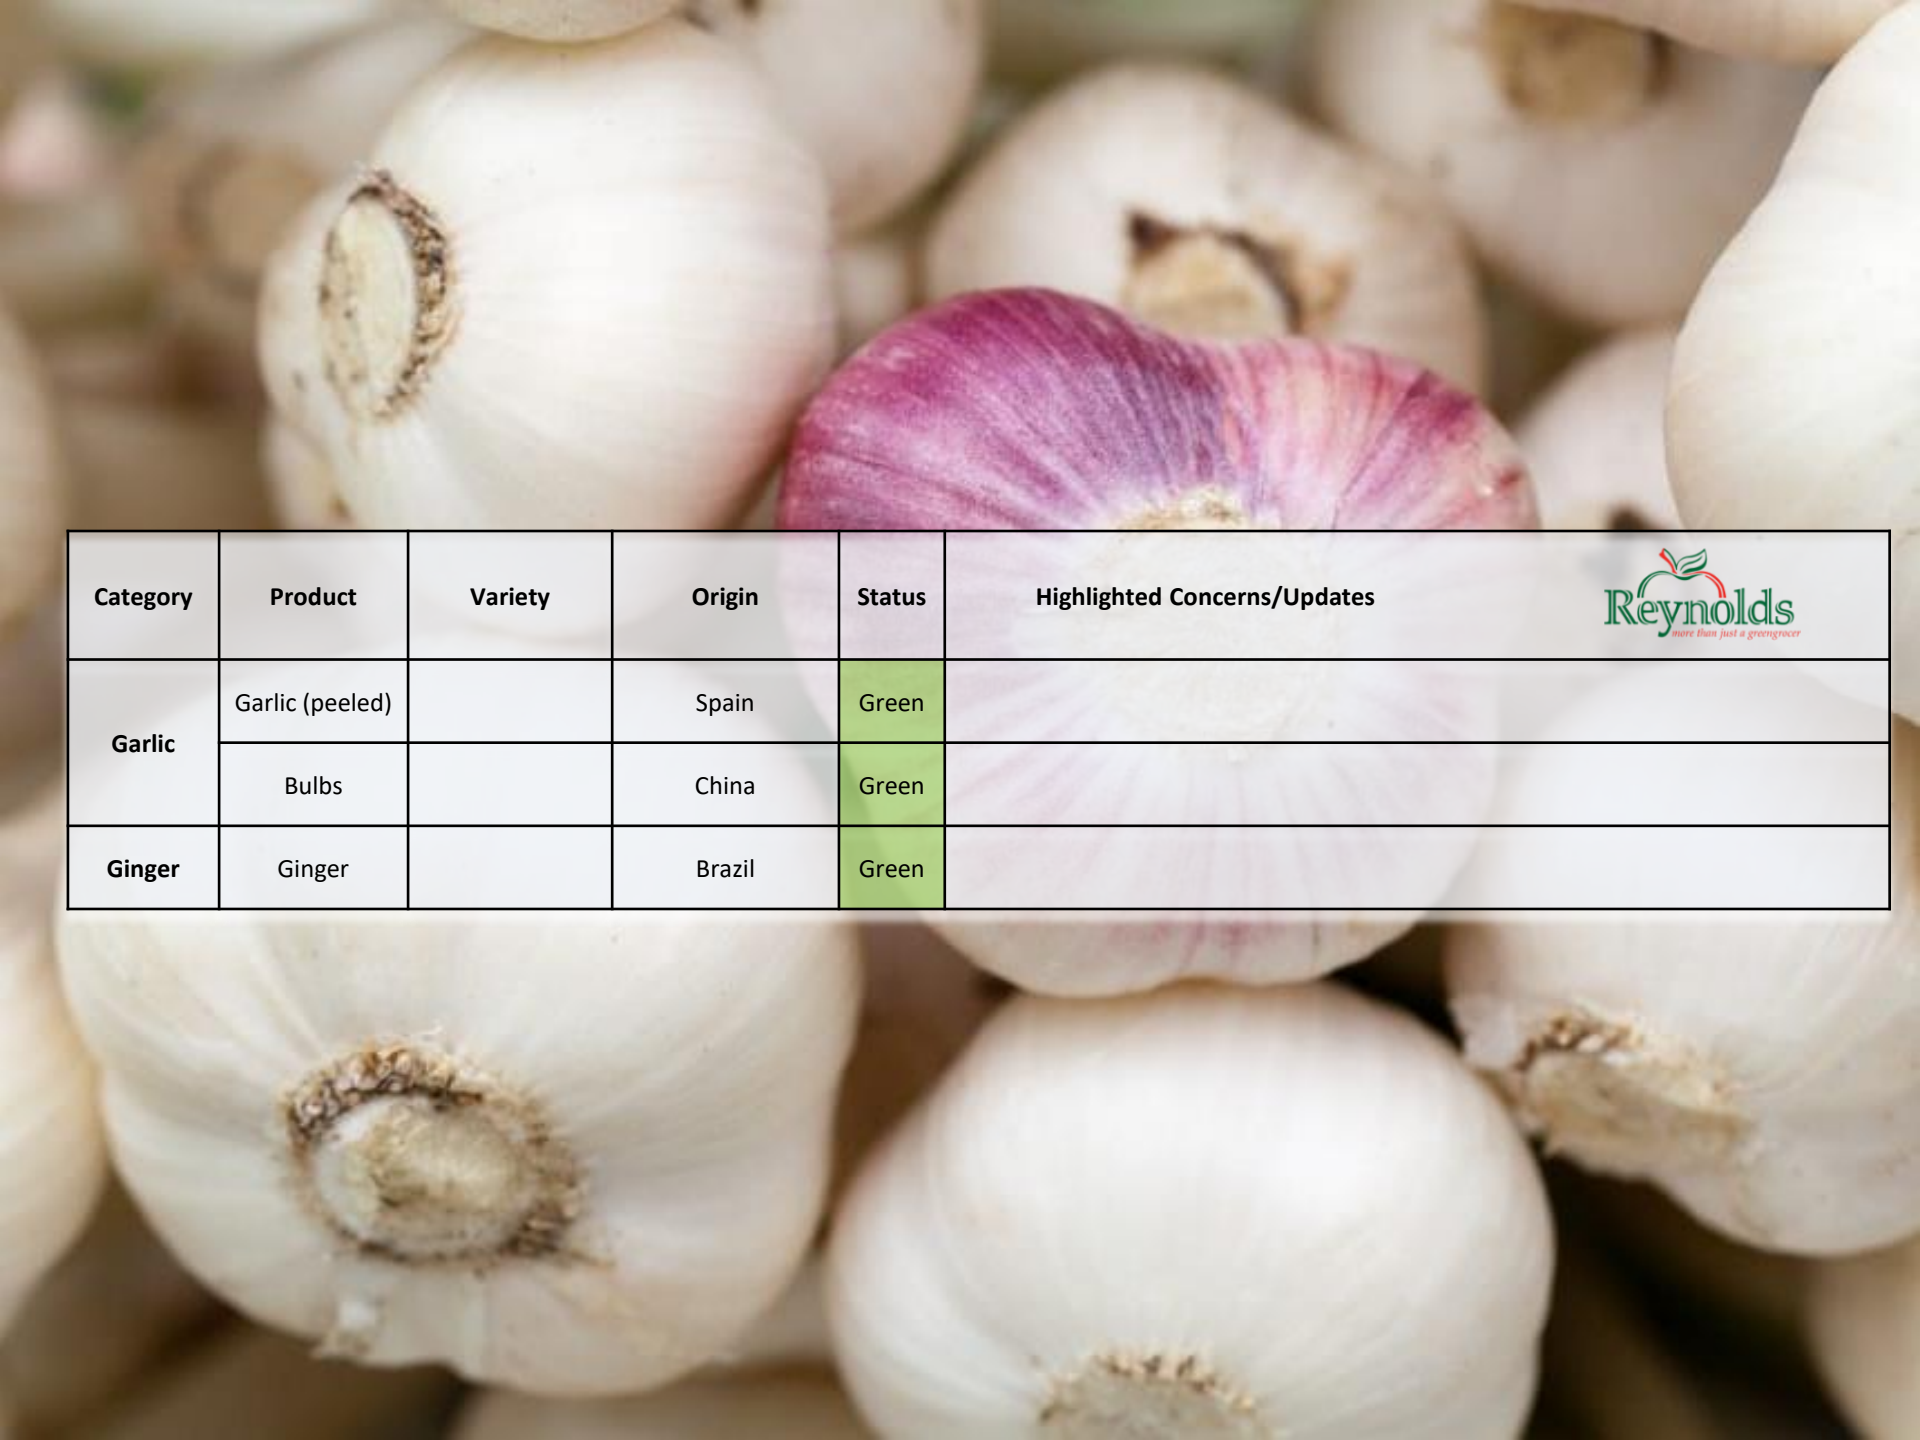 Category Product Variety Origin Status Highlighted Concerns/Updates
Reynolds
more than just a greengrocer
Garlic
Garlic (peeled) Spain Green
Bulbs China Green
Ginger Ginger Brazil Green